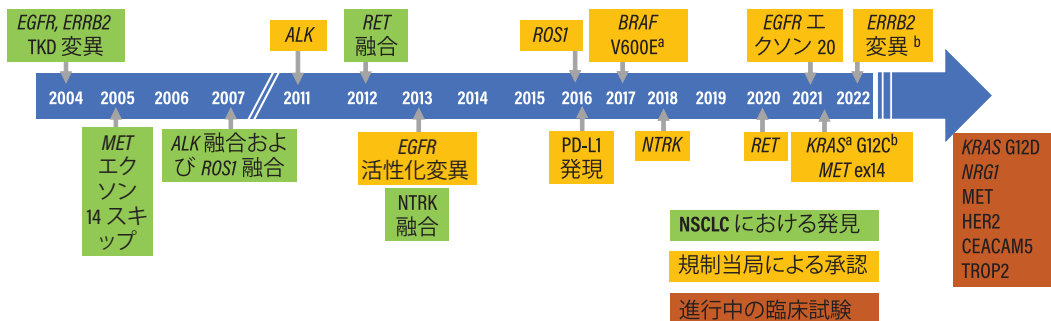 EGFR, ERRB2
TKD 変異
ALK
RET
融合
ROS1
BRAF
V600Eª
EGFR エ
クソン 20
ERRB2
変異 ᵇ
2004 2005 2006 2007 2011 2012 2013 2014 2015 2016 2017 2018 2019 2020 2021 2022
MET
エク
ソン
14 スキ
ップ
ALK 融合およ
び ROS1 融合
EGFR
活性化変異
NTRK
融合
PD-L1
発現
NTRK
RET
KRASª G12Cᵇ
MET ex14
KRAS G12D
NRG1
MET
HER2
CEACAM5
TROP2
NSCLC における発見
規制当局による承認
進行中の臨床試験